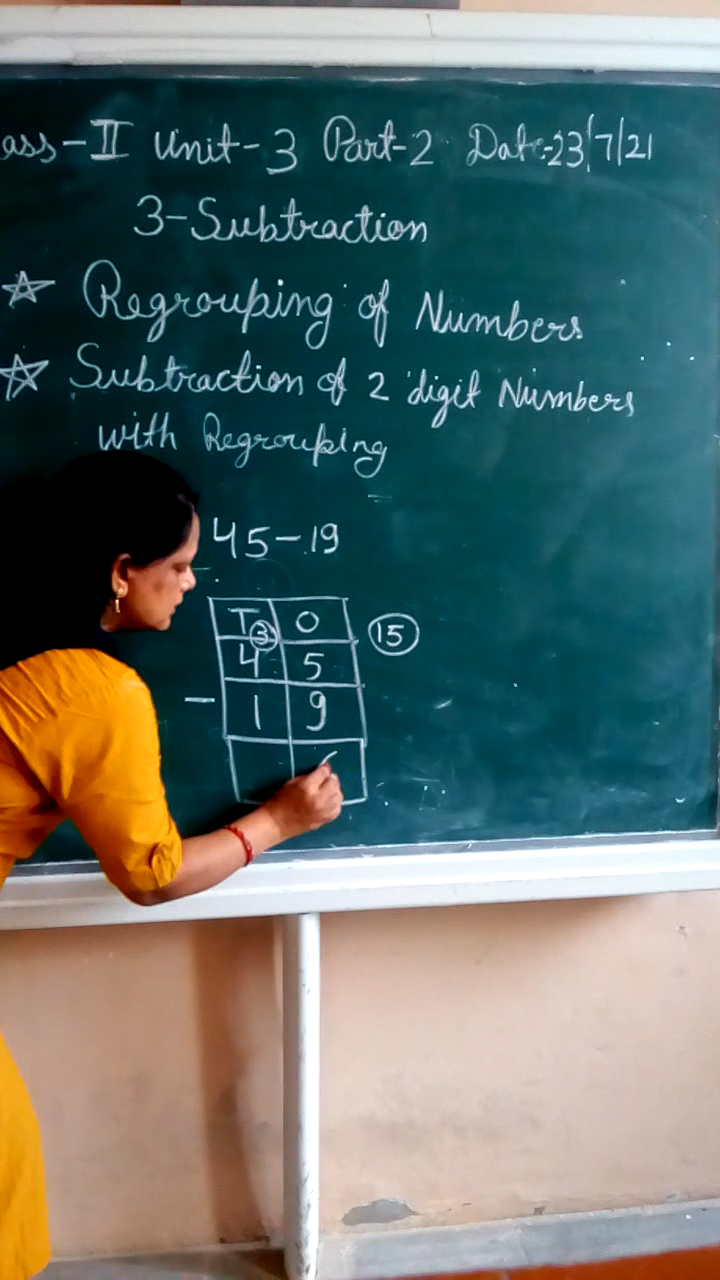 ass-II Unit-3 Part-2 Date:-23/7/21
3-Subtraction
☆ Regrouping of Numbers
☆ Subtraction of 2 digit Numbers
with Regrouping
45-19
T O
3 15
4 5
- 1 9